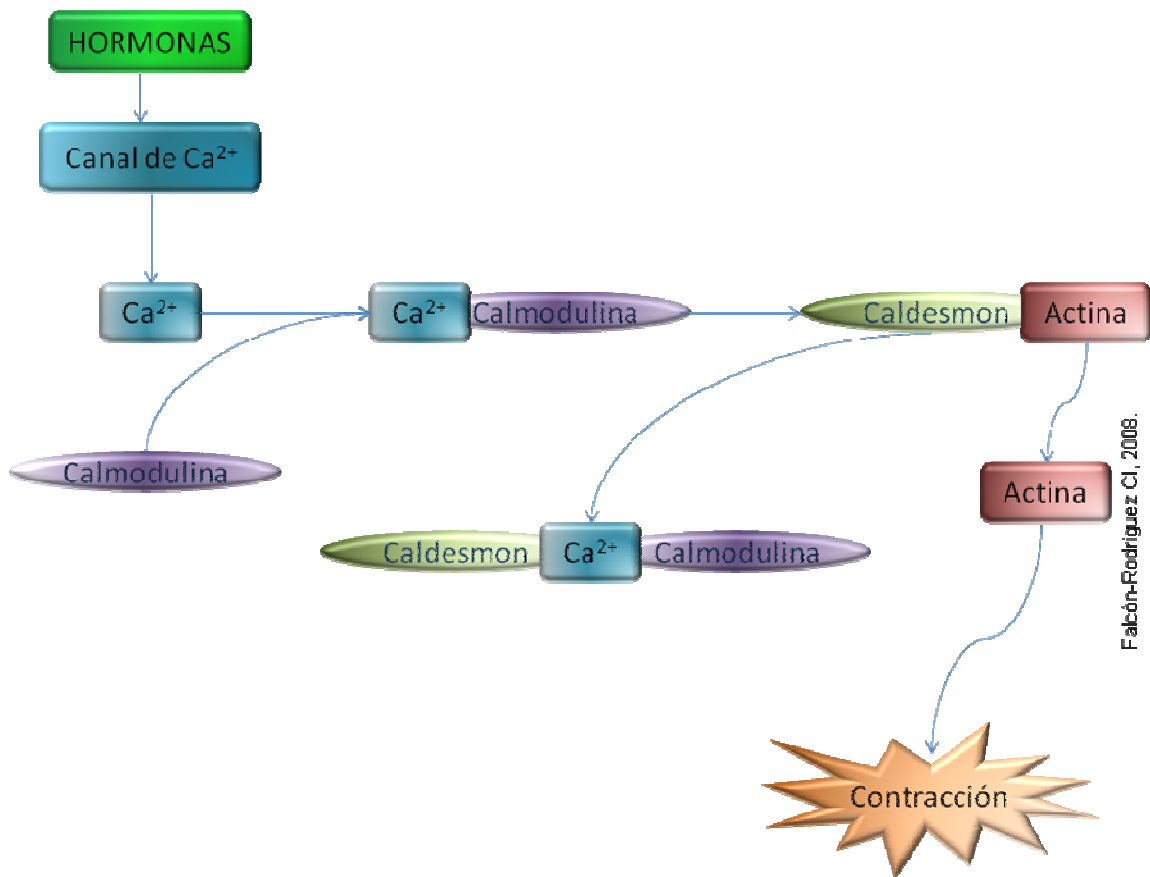 HORMONAS
Canal de Ca²⁺
Ca²⁺
Ca²⁺
Calmodulina
Caldesmon
Actina
Calmodulina
Actina
Caldesmon
Ca²⁺
Calmodulina
Contracción
Falcón-Rodríguez CI, 2008.